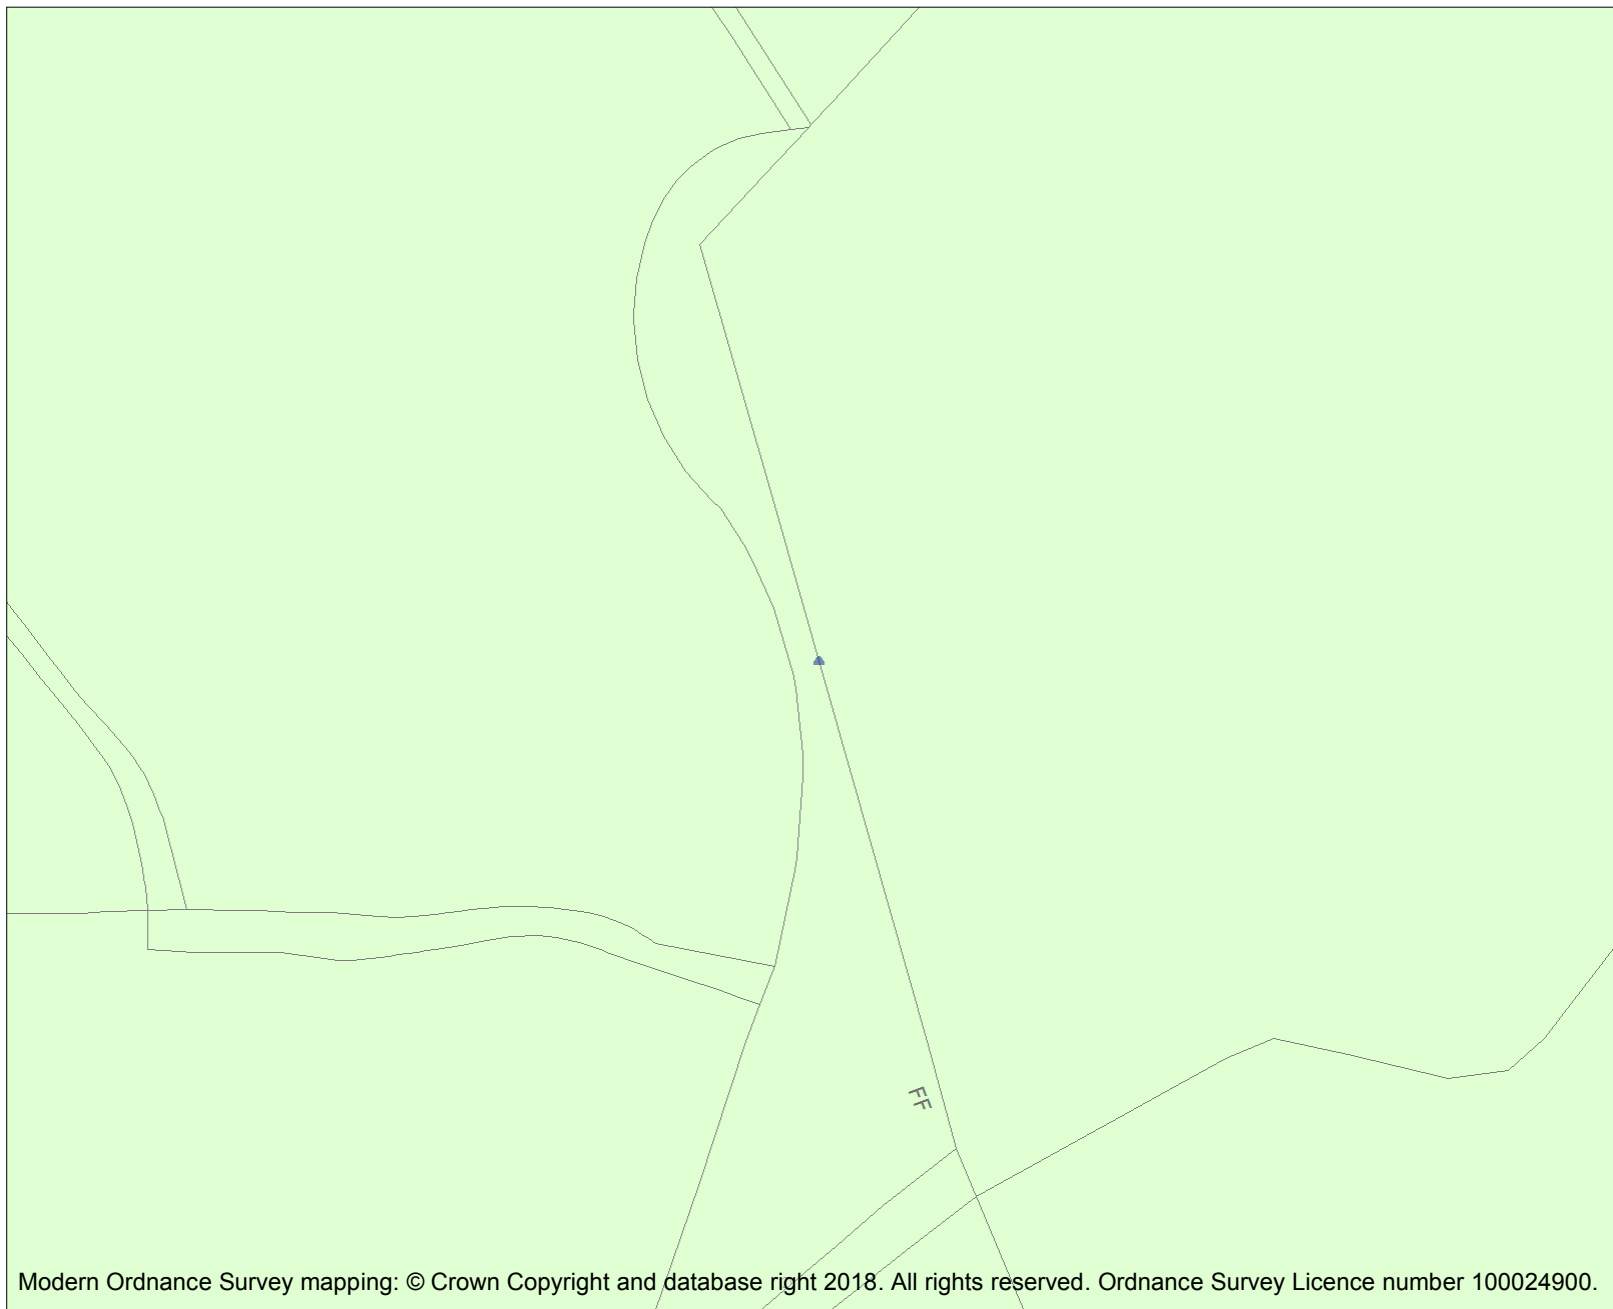 FF
Modern Ordnance Survey mapping: © Crown Copyright and database right 2018. All rights reserved. Ordnance Survey Licence number 100024900.